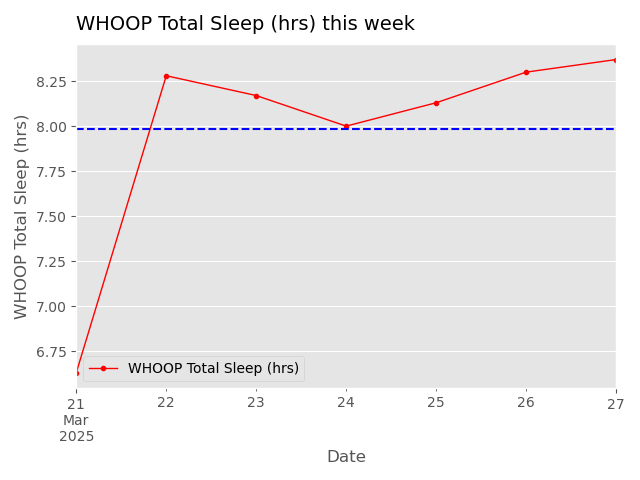 WHOOP Total Sleep (hrs) this week
WHOOP Total Sleep (hrs)
8.25
8.00
7.75
7.50
7.25
7.00
6.75
WHOOP Total Sleep (hrs)
21 22 23 24 25 26 27
Mar
2025
Date